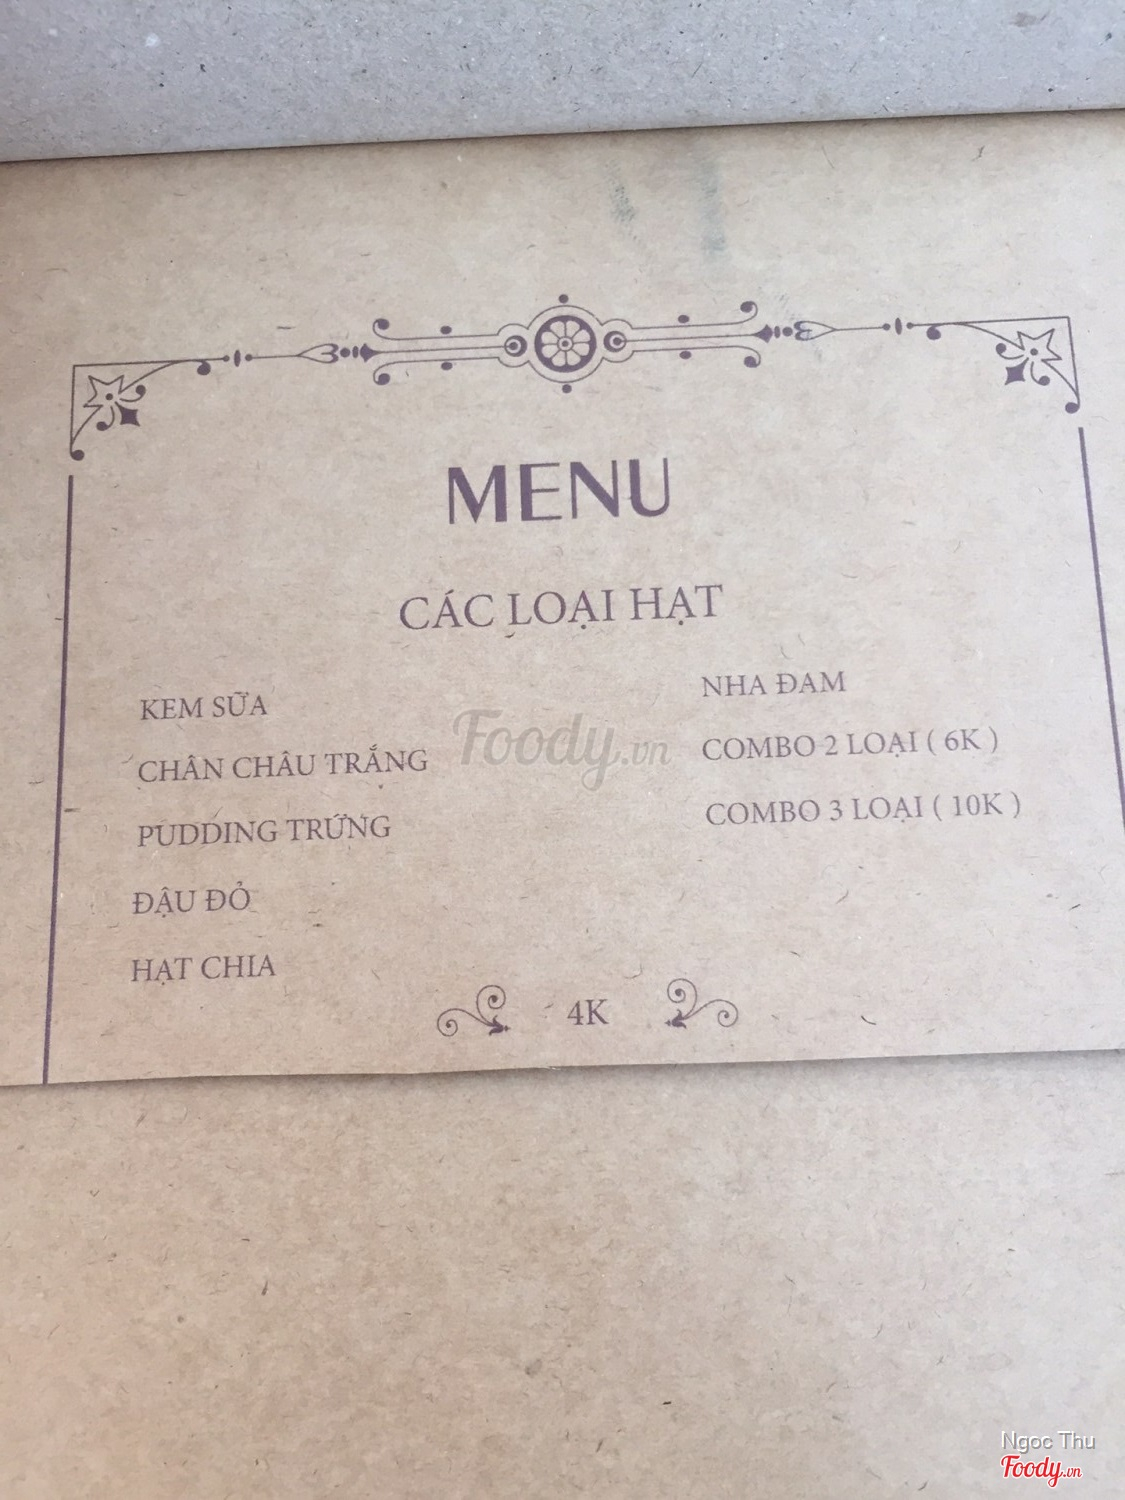 MENU
CÁC LOẠI HẠT
KEM SỮA
CHÂN CHÂU TRẮNG
PUDDING TRỨNG
ĐẬU ĐỎ
HẠT CHIA
NHA ĐAM
COMBO 2 LOẠI ( 6K )
COMBO 3 LOẠI ( 10K )
4K
Foody.vn
Ngoc Thu
Foody.vn